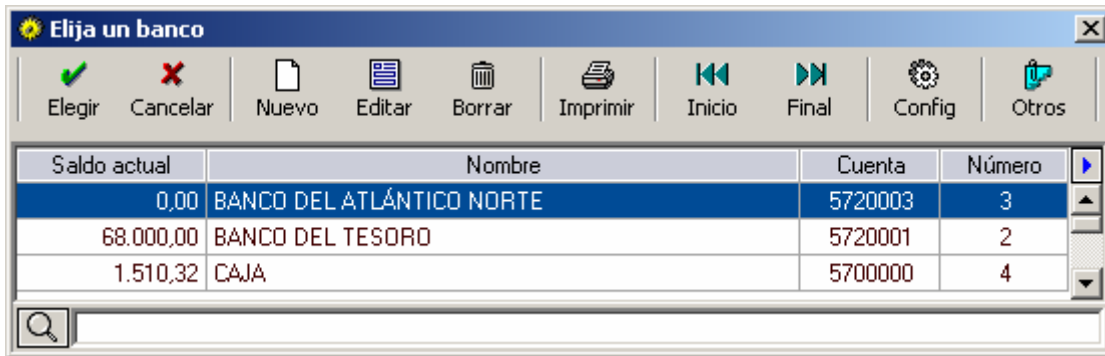 Elija un banco
Elegir Cancelar Nuevo Editar Borrar Imprimir Inicio Final Config Otros
Saldo actual Nombre Cuenta Número
0,00 BANCO DEL ATLÁNTICO NORTE 5720003 3
68.000,00 BANCO DEL TESORO 5720001 2
1.510,32 CAJA 5700000 4